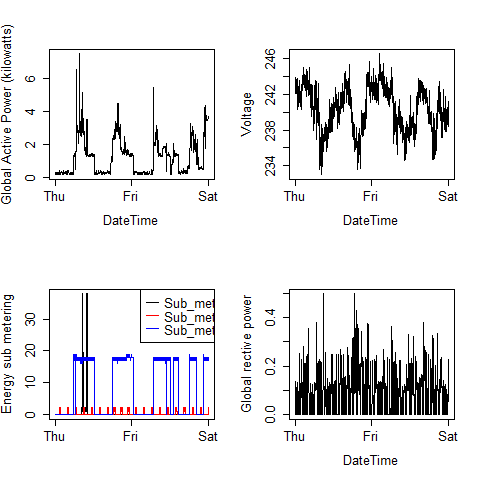 Global Active Power (kilowatts)
0 2 4 6
Thu Fri Sat
DateTime
Voltage
234 238 242 246
Thu Fri Sat
DateTime
Energy sub metering
0 10 20 30
Sub_met
Sub_met
Sub_met
Thu Fri Sat
Global rective power
0.0 0.2 0.4
Thu Fri Sat
DateTime